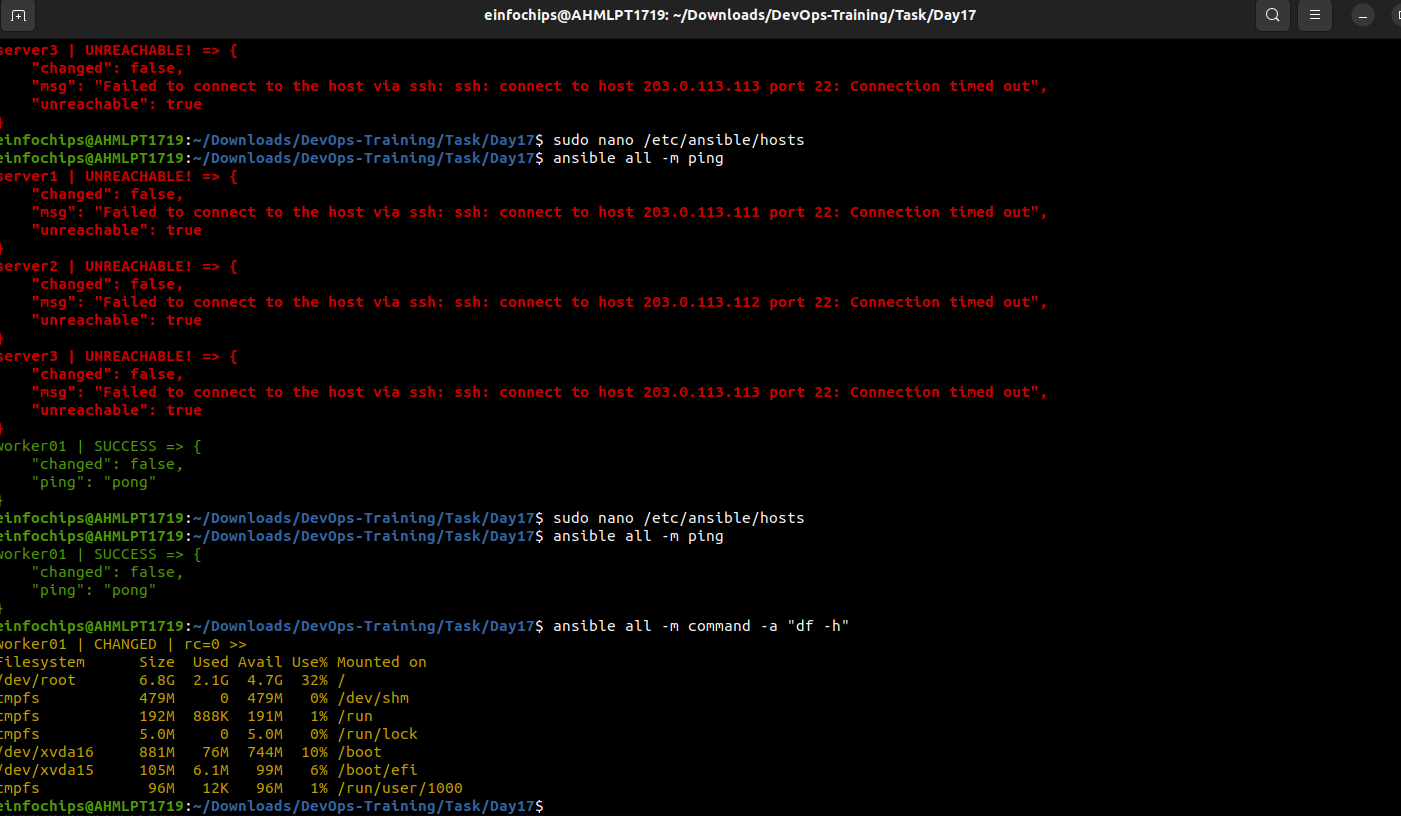 einfochips@AHMLPT1719: ~/Downloads/DevOps-Training/Task/Day17
server3 | UNREACHABLE! => {
    "changed": false,
    "msg": "Failed to connect to the host via ssh: ssh: connect to host 203.0.113.113 port 22: Connection timed out",
    "unreachable": true
}
einfochips@AHMLPT1719:~/Downloads/DevOps-Training/Task/Day17$ sudo nano /etc/ansible/hosts
einfochips@AHMLPT1719:~/Downloads/DevOps-Training/Task/Day17$ ansible all -m ping
server1 | UNREACHABLE! => {
    "changed": false,
    "msg": "Failed to connect to the host via ssh: ssh: connect to host 203.0.113.111 port 22: Connection timed out",
    "unreachable": true
}
server2 | UNREACHABLE! => {
    "changed": false,
    "msg": "Failed to connect to the host via ssh: ssh: connect to host 203.0.113.112 port 22: Connection timed out",
    "unreachable": true
}
server3 | UNREACHABLE! => {
    "changed": false,
    "msg": "Failed to connect to the host via ssh: ssh: connect to host 203.0.113.113 port 22: Connection timed out",
    "unreachable": true
}
worker01 | SUCCESS => {
    "changed": false,
    "ping": "pong"
}
einfochips@AHMLPT1719:~/Downloads/DevOps-Training/Task/Day17$ sudo nano /etc/ansible/hosts
einfochips@AHMLPT1719:~/Downloads/DevOps-Training/Task/Day17$ ansible all -m ping
worker01 | SUCCESS => {
    "changed": false,
    "ping": "pong"
}
einfochips@AHMLPT1719:~/Downloads/DevOps-Training/Task/Day17$ ansible all -m command -a "df -h"
worker01 | CHANGED | rc=0 >>
Filesystem      Size  Used Avail Use% Mounted on
/dev/root       6.8G  2.1G  4.7G  32% /
tmpfs           479M     0  479M   0% /dev/shm
tmpfs           192M  888K  191M   1% /run
tmpfs           5.0M     0  5.0M   0% /run/lock
/dev/xvda16     881M   76M  744M  10% /boot
/dev/xvda15     105M  6.1M   99M   6% /boot/efi
tmpfs            96M   12K   96M   1% /run/user/1000
einfochips@AHMLPT1719:~/Downloads/DevOps-Training/Task/Day17$